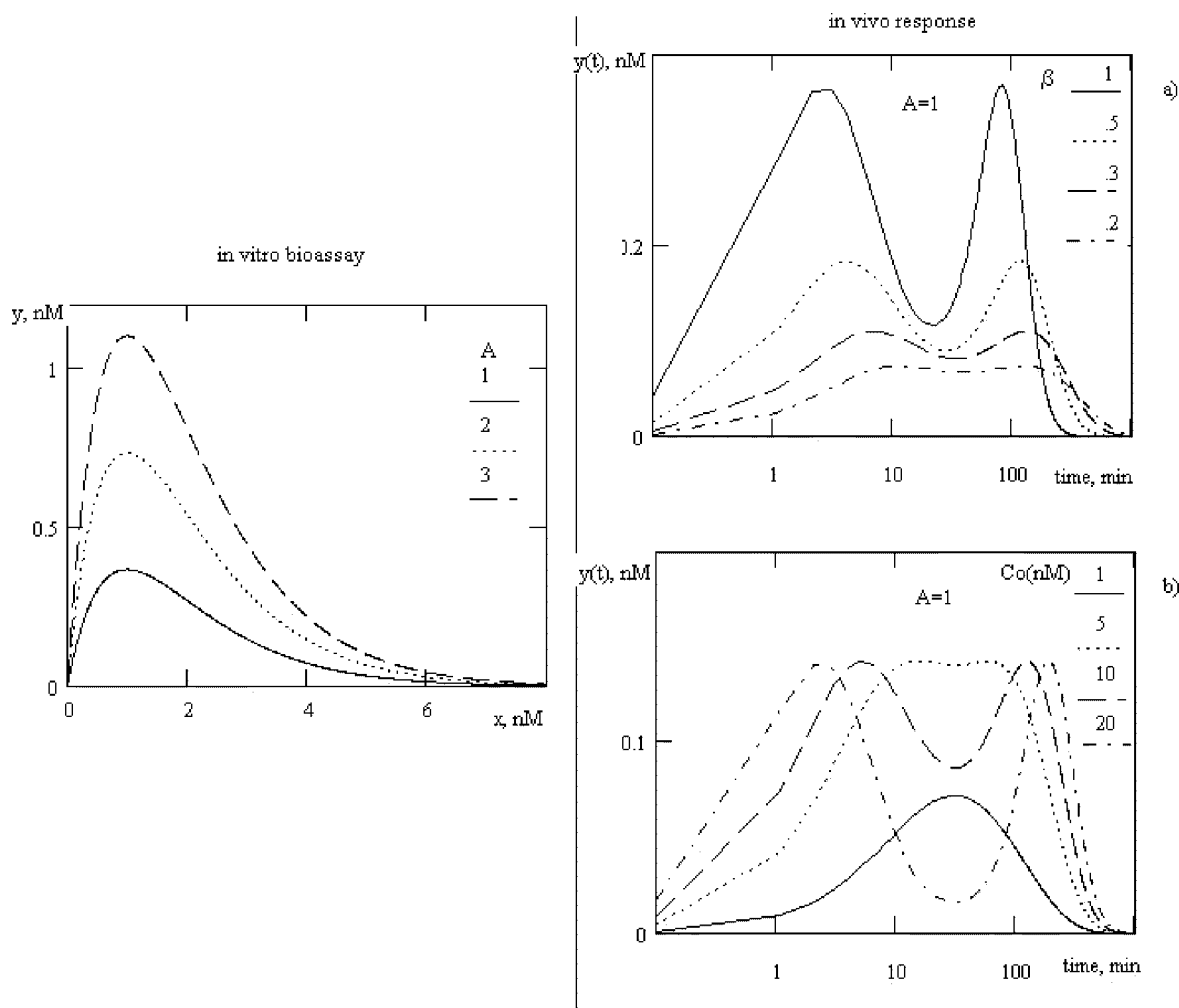 in vitro bioassay
y, nM
A
1
2
3
1
0.5
0
0
2
4
6
x, nM
in vivo response
y(t), nM
a)
A=1
β
1
.5
.3
.2
0.2
0
1
10
100
time, min
y(t), nM
b)
A=1
Co(nM)
1
5
10
20
0.1
0
1
10
100
time, min